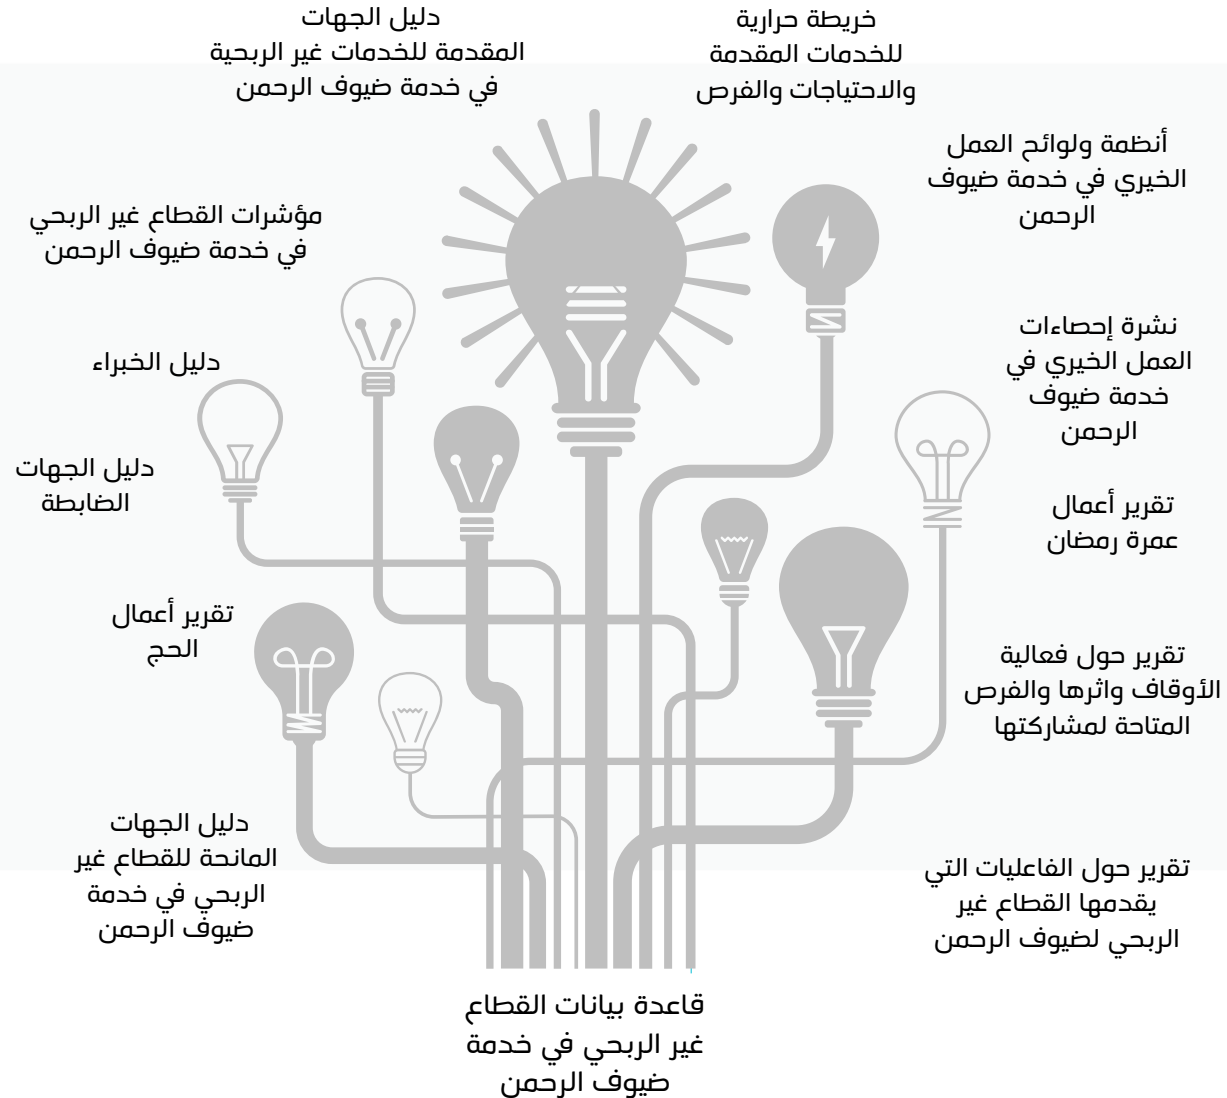 خريطة حرارية
للخدمات المقدمة
والاحتياجات والفرص
دليل الجهات
المقدمة للخدمات غير الربحية
في خدمة ضيوف الرحمن
أنظمة ولوائح العمل
الخيري في خدمة ضيوف
الرحمن
مؤشرات القطاع غير الربحي
في خدمة ضيوف الرحمن
نشرة إحصاءات
العمل الخيري في
خدمة ضيوف
الرحمن
دليل الخبراء
دليل الجهات
الضابطة
تقرير أعمال
عمرة رمضان
تقرير أعمال
الحج
تقرير حول فعالية
الأوقاف واثرها والفرص
المتاحة لمشاركتها
دليل الجهات
المانحة للقطاع غير
الربحي في خدمة
ضيوف الرحمن
تقرير حول الفاعليات التي
يقدمها القطاع غير
الربحي لضيوف الرحمن
قاعدة بيانات القطاع
غير الربحي في خدمة
ضيوف الرحمن